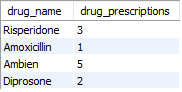 drug_name drug_prescriptions
Risperidone 3
Amoxicillin 1
Ambien 5
Diprosone 2